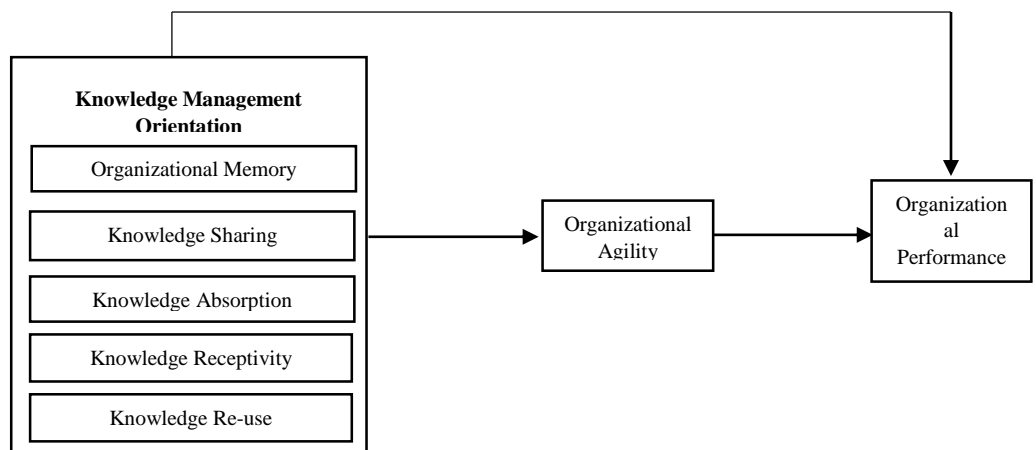 Knowledge Management
Orientation
Organizational Memory
Knowledge Sharing
Knowledge Absorption
Knowledge Receptivity
Knowledge Re-use
Organizational
Agility
Organization
al
Performance